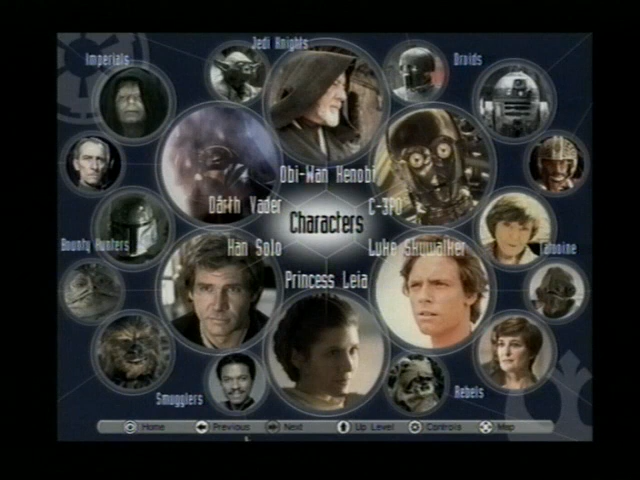 Jedi Knights
Imperials
Droids
Obi-Wan Kenobi
Darth Vader
C-3PO
Characters
Bounty Hunters
Han Solo
Luke Skywalker
Tatooine
Princess Leia
Smugglers
Rebels
Home
Previous
Next
Up Level
Controls
Map